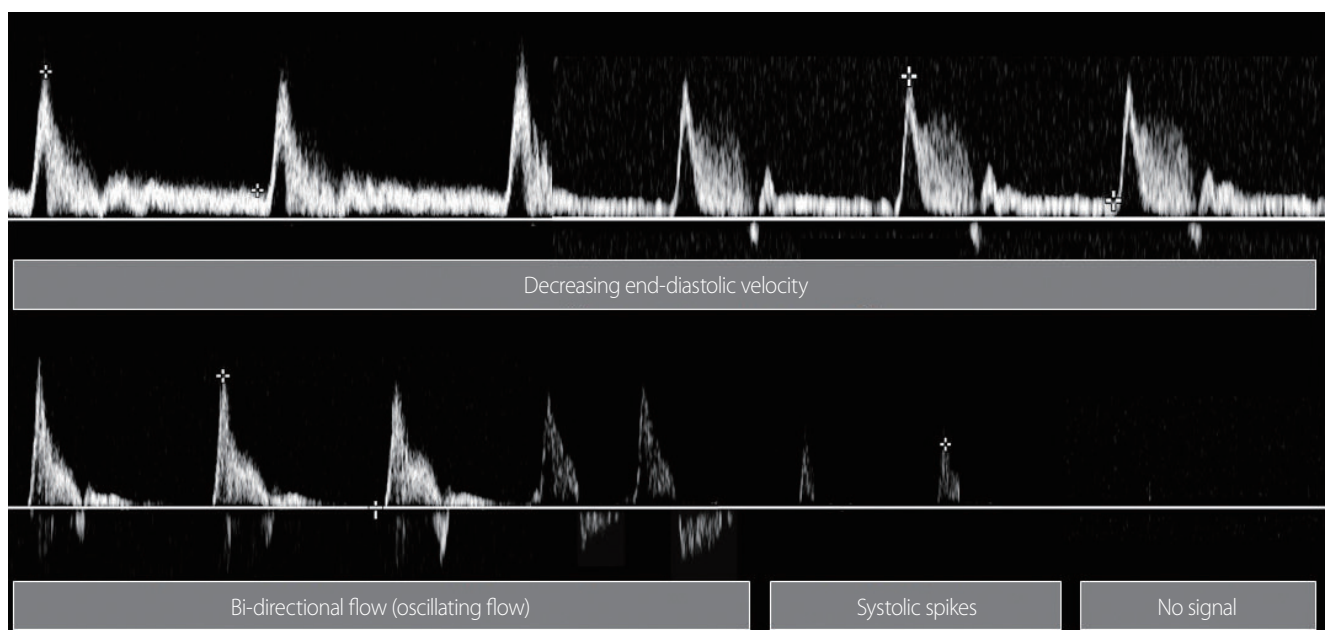 Decreasing end-diastolic velocity
Bi-directional flow (oscillating flow)
Systolic spikes
No signal